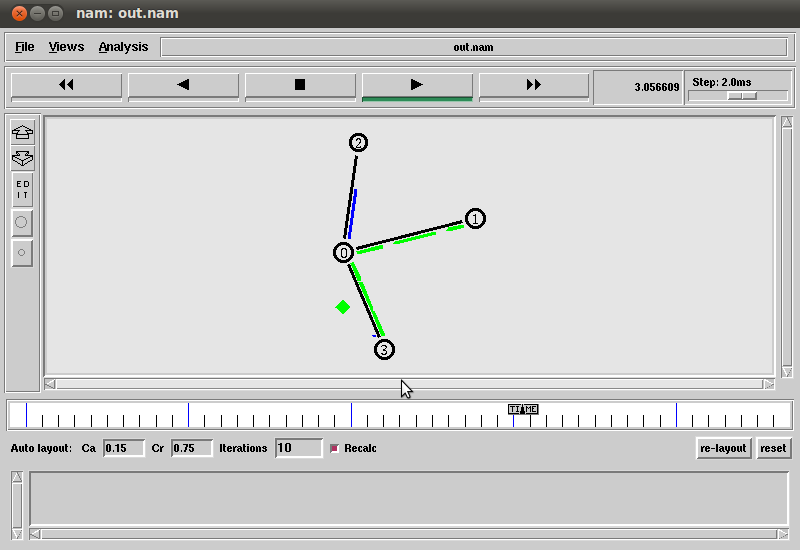 nam: out.nam
File Views Analysis out.nam
3.056609 Step: 2.0ms
ED
IT
2
1
0
3
TIME
Auto layout: Ca 0.15 Cr 0.75 Iterations 10 Recalc re-layout reset